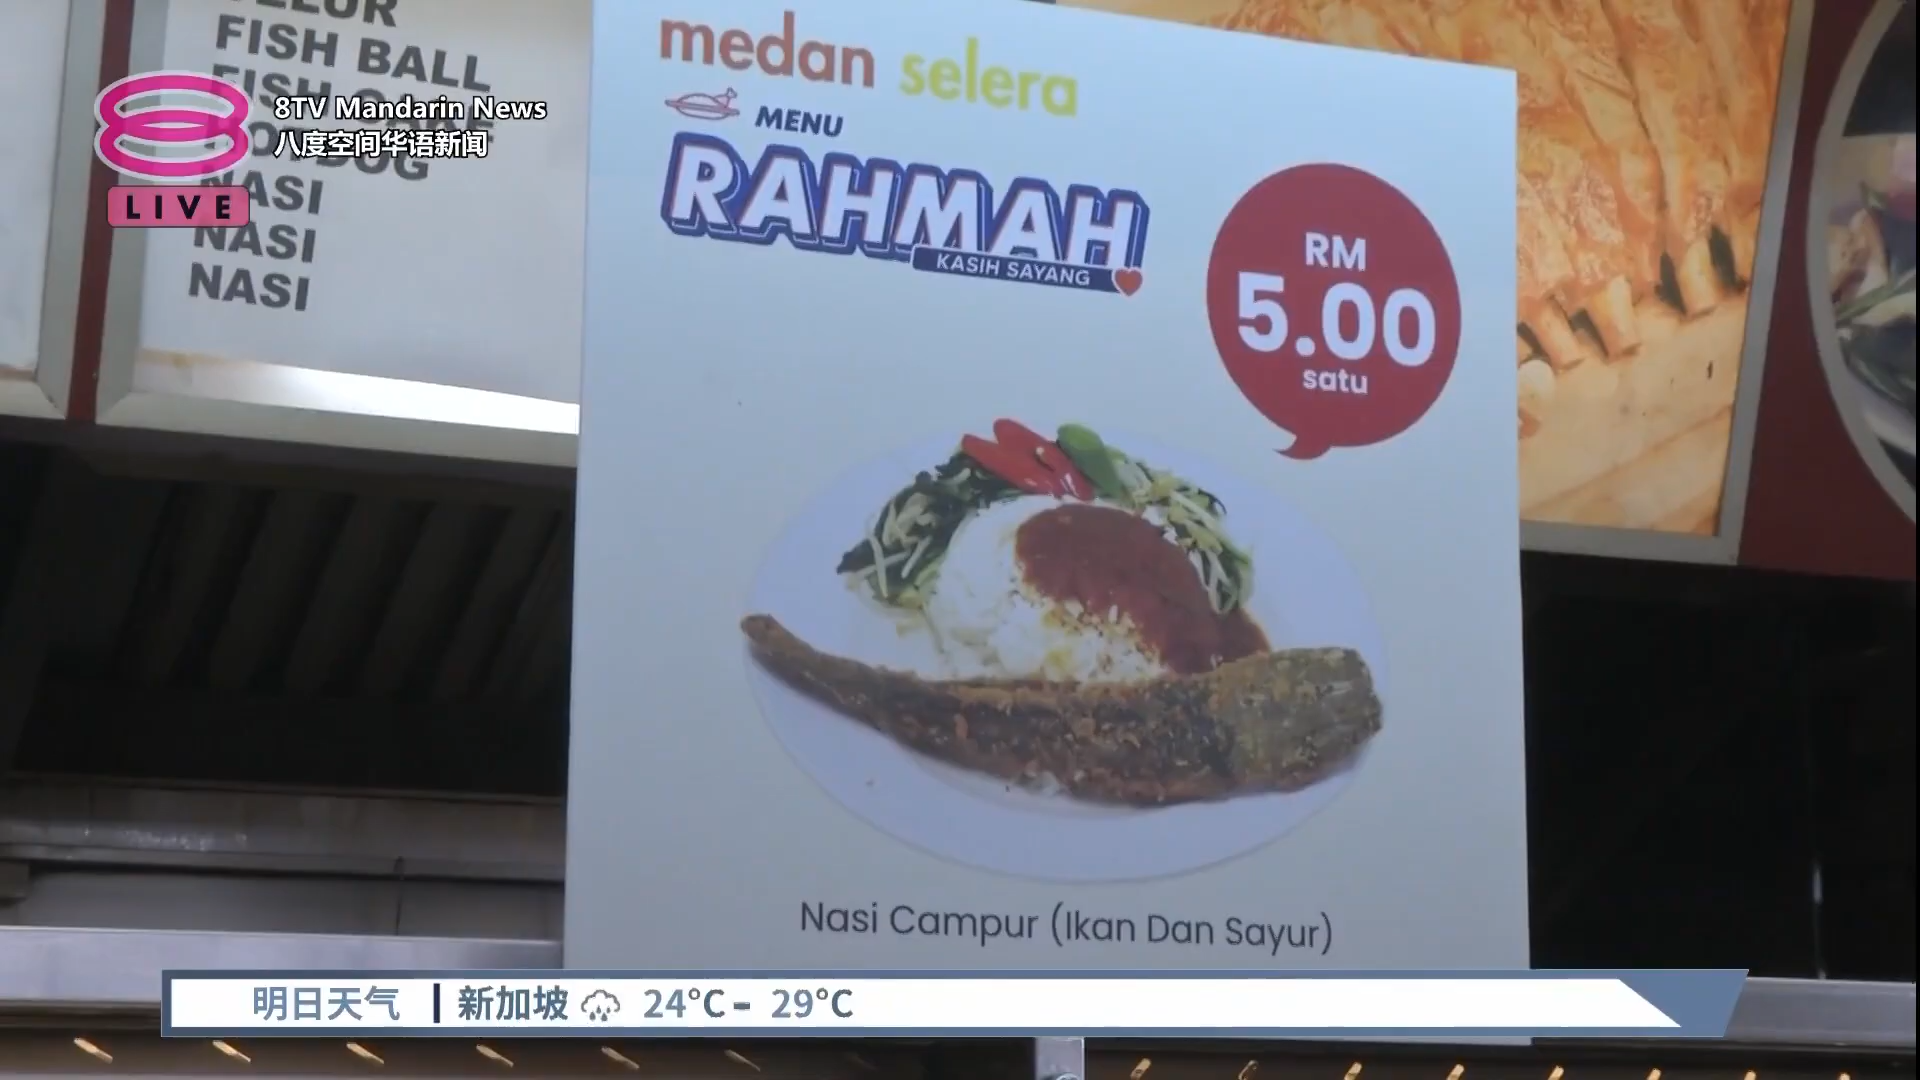 FISH BALL
8TV Mandarin News
八度空间华语新闻
LIVE
NASI
NASI
NASI
medan selera
MENU
RAHMAH
KASIH SAYANG
RM
5.00
satu
Nasi Campur (Ikan Dan Sayur)
明日天气 | 新加坡 24°C - 29°C